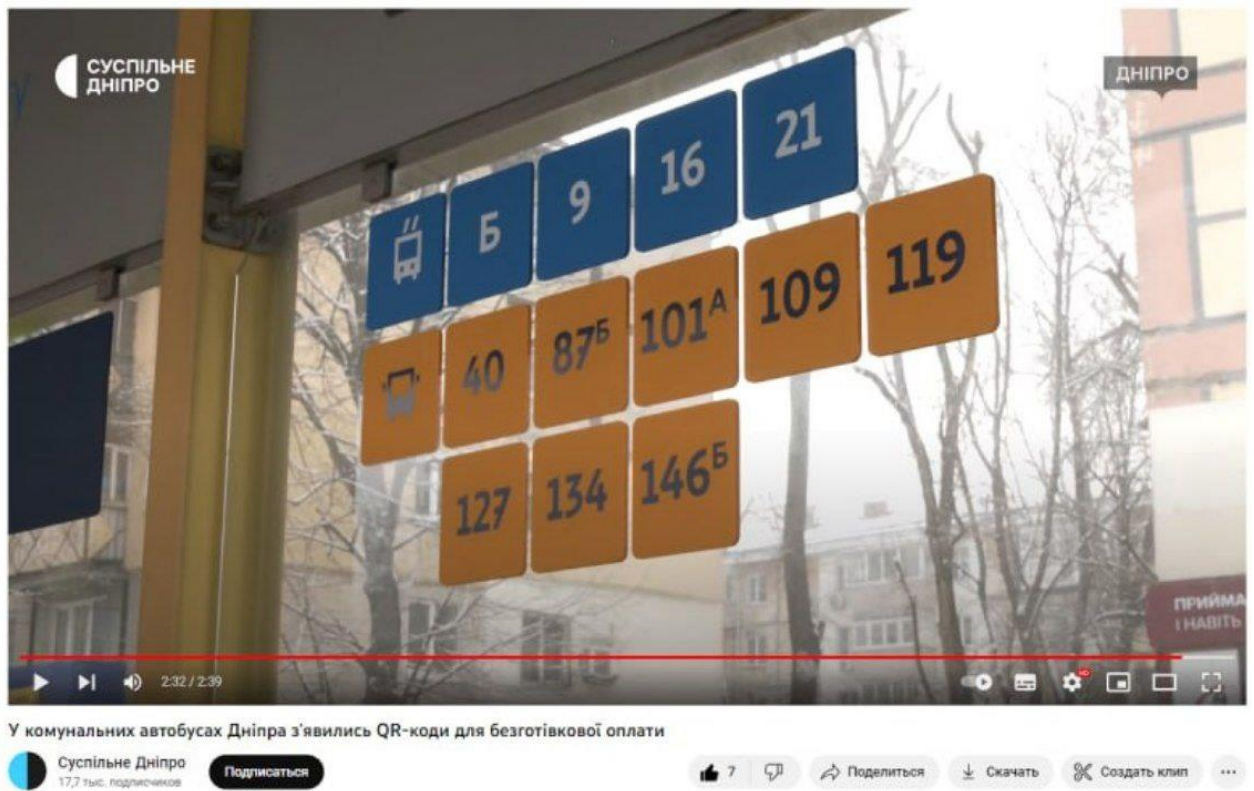 СУСПІЛЬНЕ
ДНІПРО
ДНІПРО
Б 9 16 21
40 87Б 101А 109 119
127 134 146Б
ПРИЙМА
І НАВІТЬ
2:32 / 2:39
HD
У комунальних автобусах Дніпра з'явились QR-коди для безготівкової оплати
Суспільне Дніпро
17,7 тыс. подписчиков
Подписаться
7
Поделиться
Скачать
Создать клип